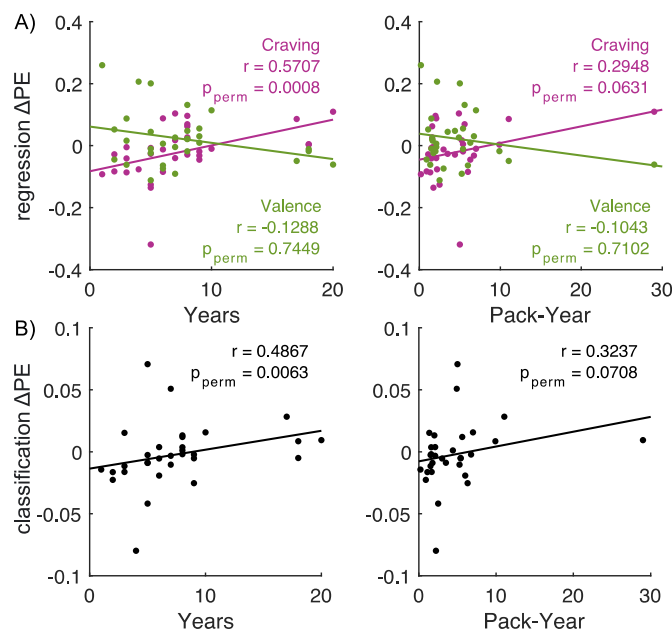 A)
regression ΔPE
0.4
0.2
0
-0.2
-0.4
Craving
r = 0.5707
p_perm = 0.0008
Valence
r = -0.1288
p_perm = 0.7449
0 10 20
Years
0.4
0.2
0
-0.2
-0.4
Craving
r = 0.2948
p_perm = 0.0631
Valence
r = -0.1043
p_perm = 0.7102
0 10 20 30
Pack-Year
B)
classification ΔPE
0.1
0.05
0
-0.05
-0.1
r = 0.4867
p_perm = 0.0063
0 10 20
Years
0.1
0.05
0
-0.05
-0.1
r = 0.3237
p_perm = 0.0708
0 10 20 30
Pack-Year